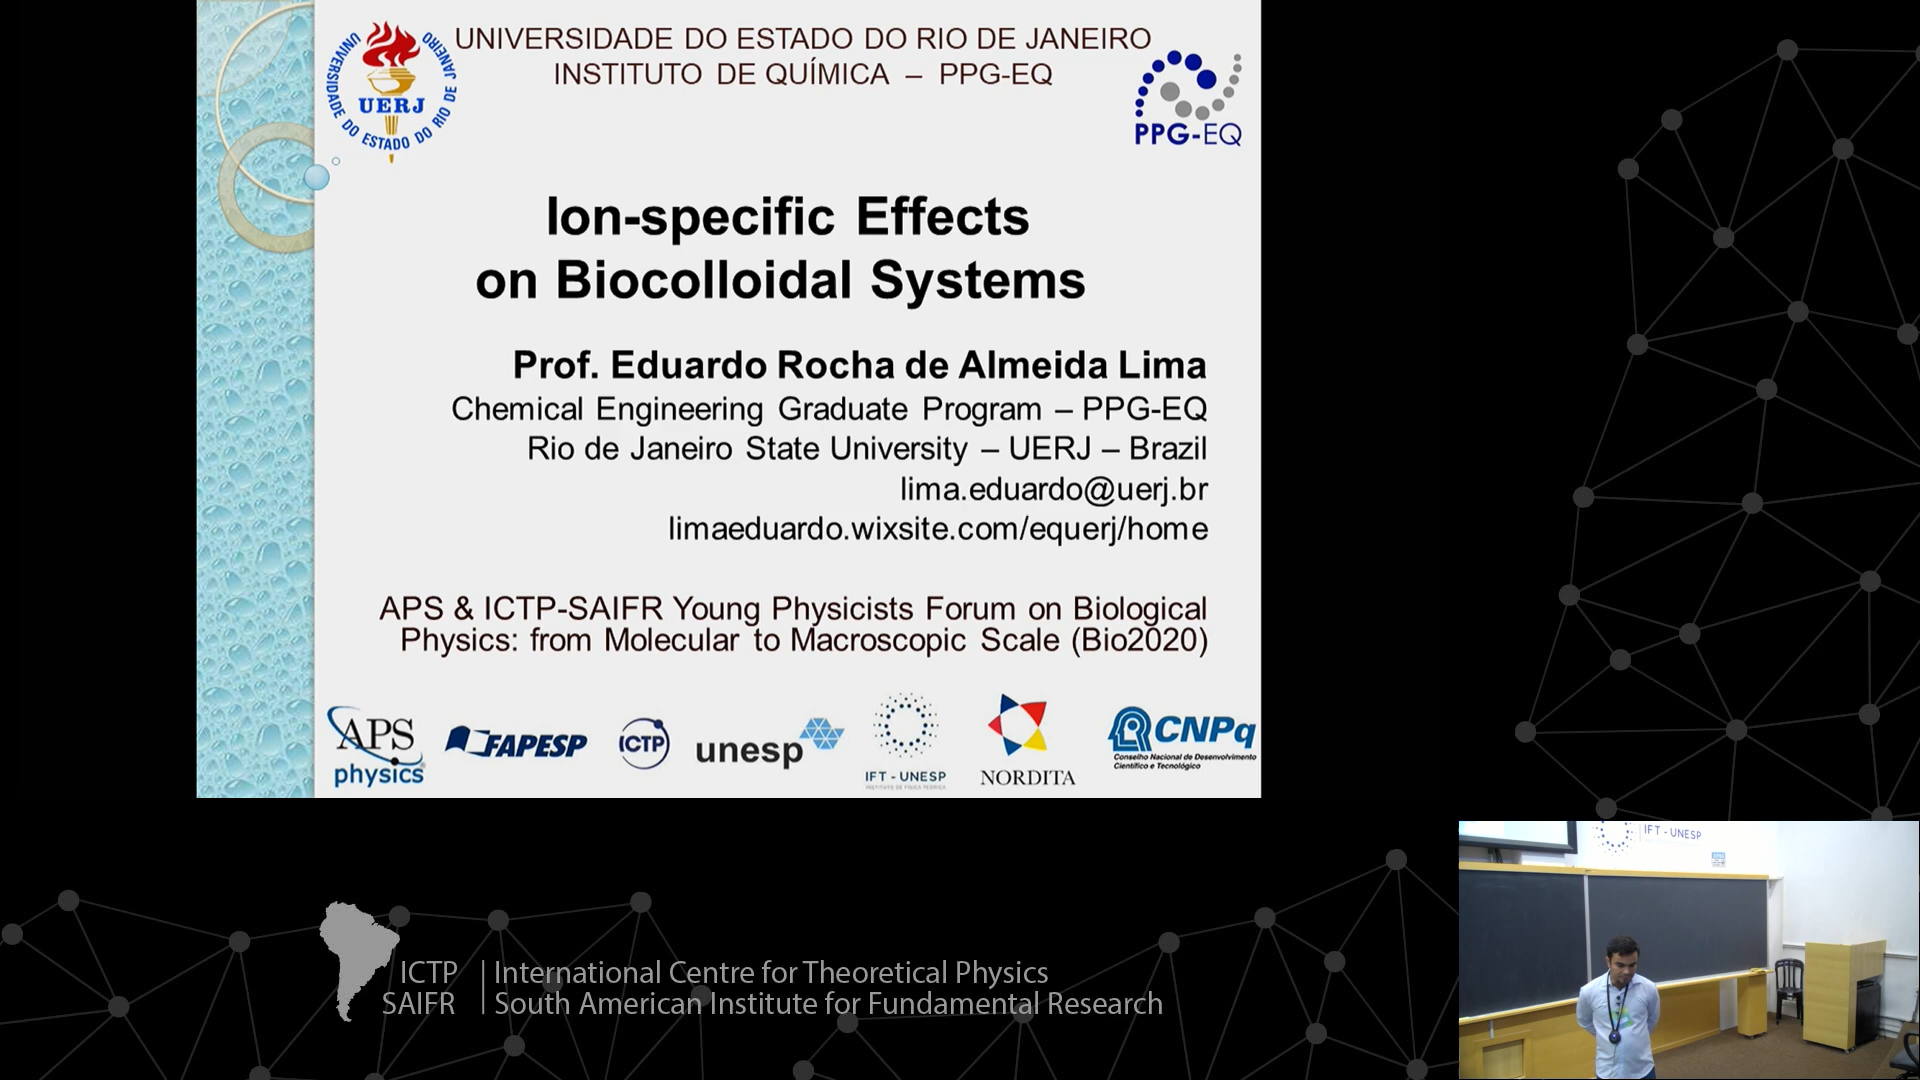 UNIVERSIDADE DO ESTADO DO RIO DE JANEIRO
INSTITUTO DE QUÍMICA – PPG-EQ
UNIVERSIDADE DO ESTADO DO RIO DE JANEIRO
UERJ
PPG-EQ
Ion-specific Effects
on Biocolloidal Systems
Prof. Eduardo Rocha de Almeida Lima
Chemical Engineering Graduate Program – PPG-EQ
Rio de Janeiro State University – UERJ – Brazil
lima.eduardo@uerj.br
limaeduardo.wixsite.com/equerj/home
APS & ICTP-SAIFR Young Physicists Forum on Biological
Physics: from Molecular to Macroscopic Scale (Bio2020)
APS
physics
FAPESP
ICTP
unesp
IFT - UNESP
INSTITUTO DE FÍSICA TEÓRICA
NORDITA
CNPq
Conselho Nacional de Desenvolvimento
Científico e Tecnológico
IFT - UNESP
ICTP
SAIFR
International Centre for Theoretical Physics
South American Institute for Fundamental Research